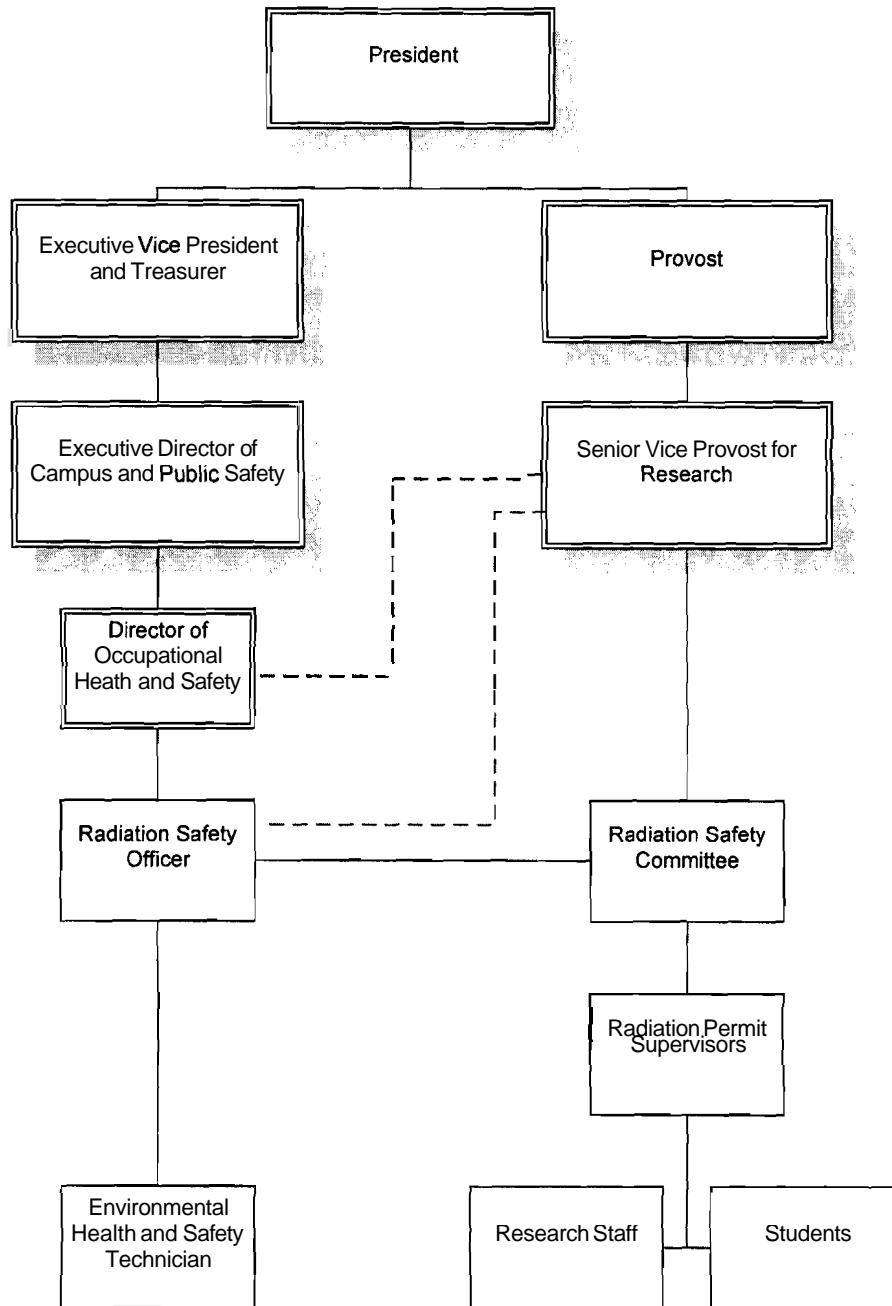 President
Executive Vice President
and Treasurer
Provost
Executive Director of
Campus and Public Safety
Senior Vice Provost for
Research
Director of
Occupational
Heath and Safety
Radiation Safety
Officer
Radiation Safety
Committee
Radiation Permit
Supervisors
Environmental
Health and Safety
Technician
Research Staff
Students